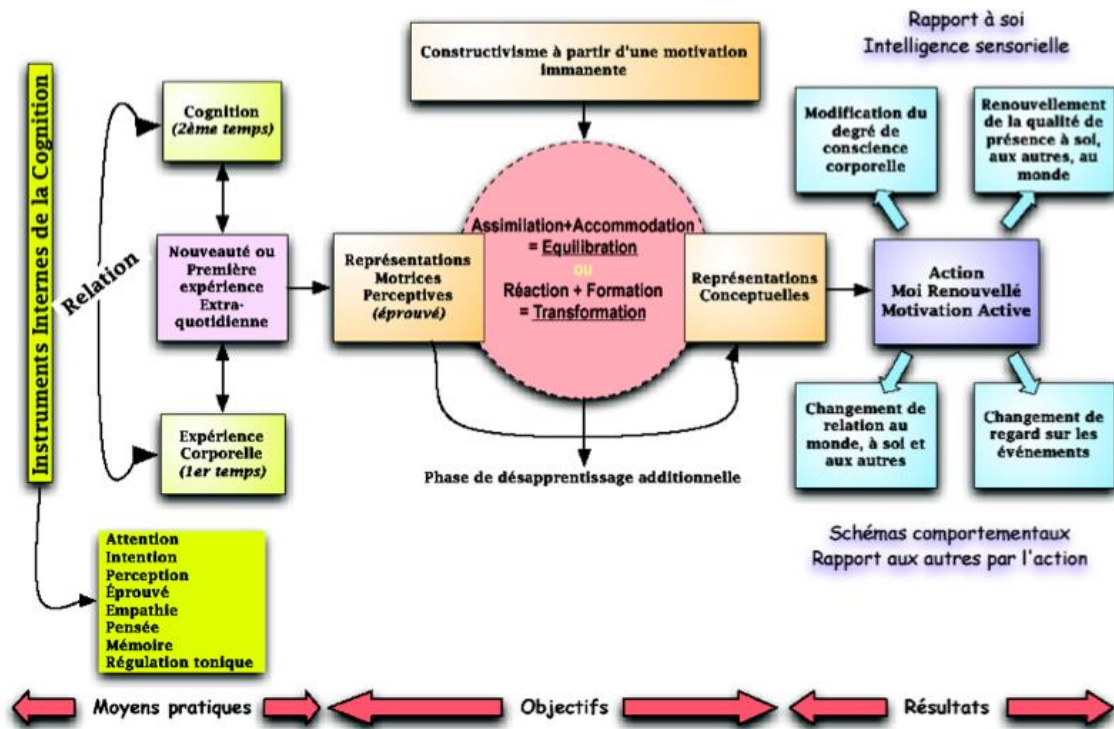 Instruments Internes de la Cognition
Relation
Cognition
(2ème temps)
Nouveauté ou
Première
expérience
Extra-
quotidienne
Expérience
Corporelle
(1er temps)
Attention
Intention
Perception
Éprouvé
Empathie
Pensée
Mémoire
Régulation tonique
Constructivisme à partir d'une motivation
immanente
Représentations
Motrices
Perceptives
(éprouvé)
Assimilation+Accommodation
= Equilibration
ou
Réaction + Formation
= Transformation
Représentations
Conceptuelles
Phase de désapprentissage additionnelle
Rapport à soi
Intelligence sensorielle
Modification du
degré de
conscience
corporelle
Renouvellement
de la qualité de
présence à soi,
aux autres, au
monde
Action
Moi Renouvellé
Motivation Active
Changement de
relation au
monde, à soi et
aux autres
Changement de
regard sur les
événements
Schémas comportementaux
Rapport aux autres par l'action
Moyens pratiques
Objectifs
Résultats